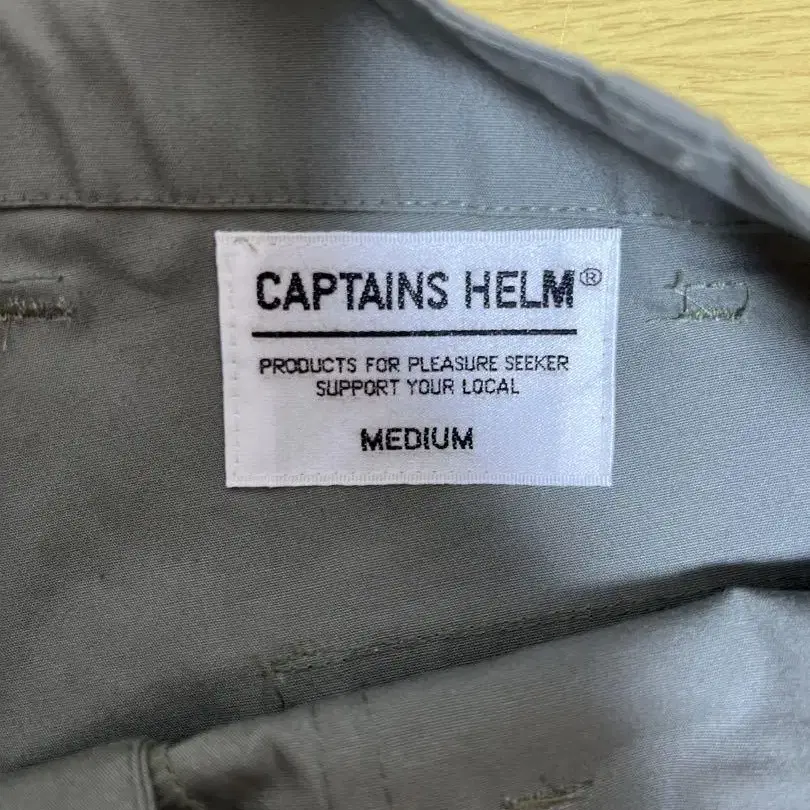 CAPTAINS HELM®
PRODUCTS FOR PLEASURE SEEKER
SUPPORT YOUR LOCAL
MEDIUM